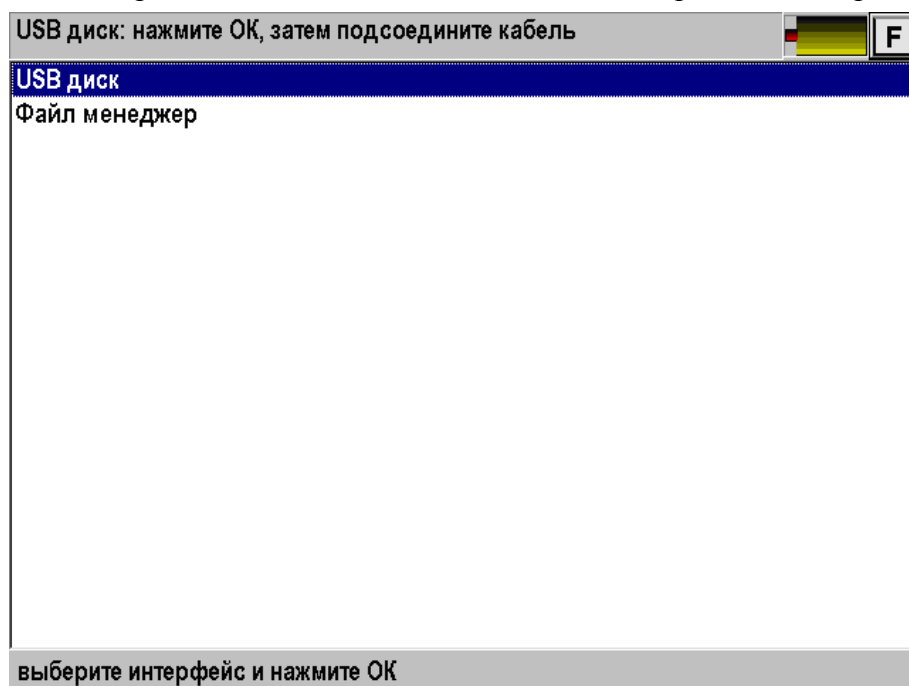 USB диск: нажмите ОК, затем подсоедините кабель
F
USB диск
Файл менеджер
выберите интерфейс и нажмите ОК